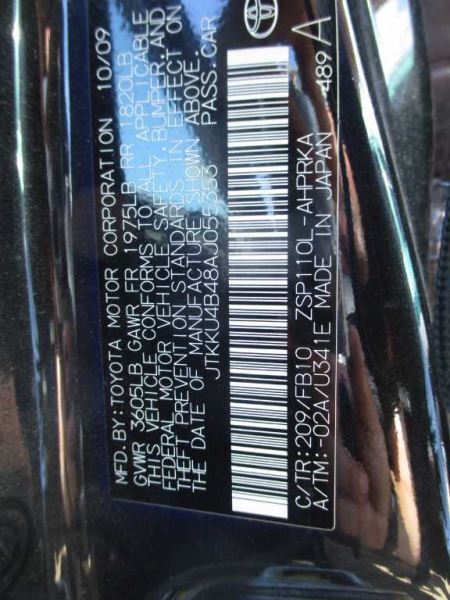 MFD. BY: TOYOTA MOTOR CORPORATION 10/09
GVWR 3605LB GAWR FR 1975LB RR 1820LB
THIS VEHICLE CONFORMS TO ALL APPLICABLE
FEDERAL MOTOR VEHICLE SAFETY, BUMPER, AND
THEFT PREVENTION STANDARDS IN EFFECT ON
THE DATE OF MANUFACTURE SHOWN ABOVE.
PASS. CAR
C/TR: 209/FB10 ZSP110L-AHPRKA
A/TM: -02A/U341E MADE IN JAPAN
489 A